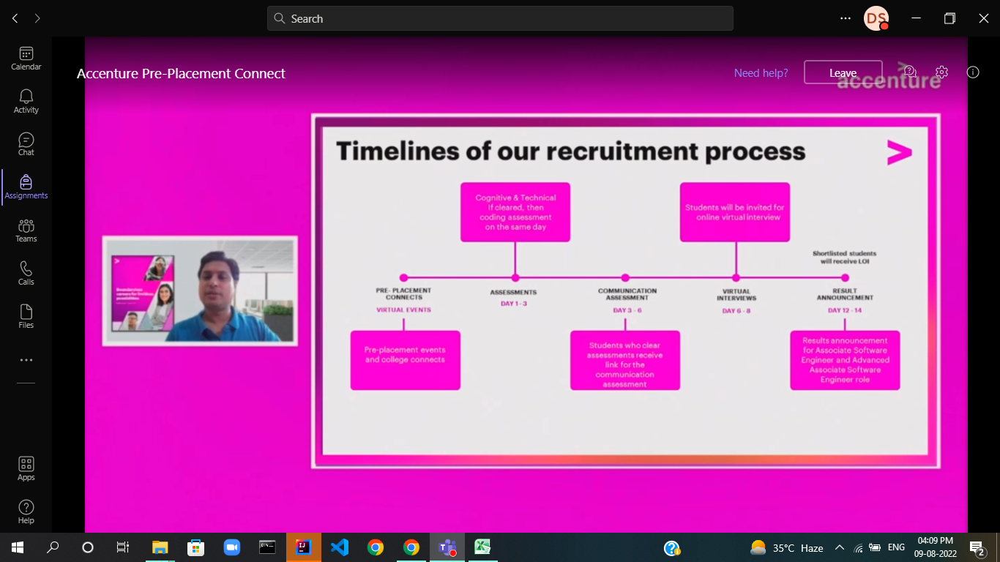 Search
DS
Calendar
Activity
Chat
Assignments
Teams
Calls
Files
Apps
Help
Accenture Pre-Placement Connect
Need help?
Leave
accenture
Timelines of our recruitment process
Cognitive & Technical
If cleared, then
coding assessment
on the same day
Students will be invited for
online virtual interview
Shortlisted students
will receive LOI
PRE- PLACEMENT
CONNECTS
VIRTUAL EVENTS
ASSESSMENTS
DAY 1 - 3
COMMUNICATION
ASSESSMENT
DAY 3 - 6
VIRTUAL
INTERVIEWS
DAY 6 - 8
RESULT
ANNOUNCEMENT
DAY 12 - 14
Pre-placement events
and college connects
Students who clear
assessments receive
link for the
communication
assessment
Results announcement
for Associate Software
Engineer and Advanced
Associate Software
Engineer role
35°C Haze
ENG
04:09 PM
09-08-2022
2